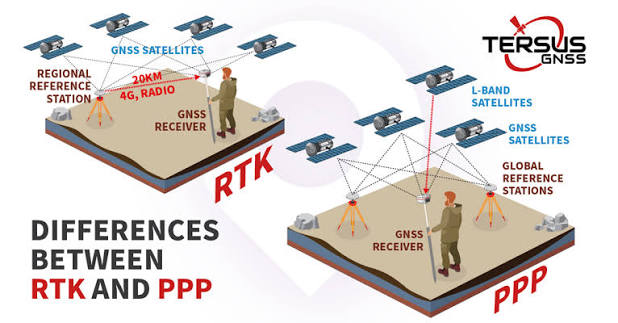 GNSS SATELLITES
REGIONAL
REFERENCE
STATION
20KM
4G, RADIO
GNSS
RECEIVER
RTK
TERSUS
GNSS
L-BAND
SATELLITES
GNSS
SATELLITES
GLOBAL
REFERENCE
STATIONS
GNSS
RECEIVER
PPP
DIFFERENCES
BETWEEN
RTK AND PPP